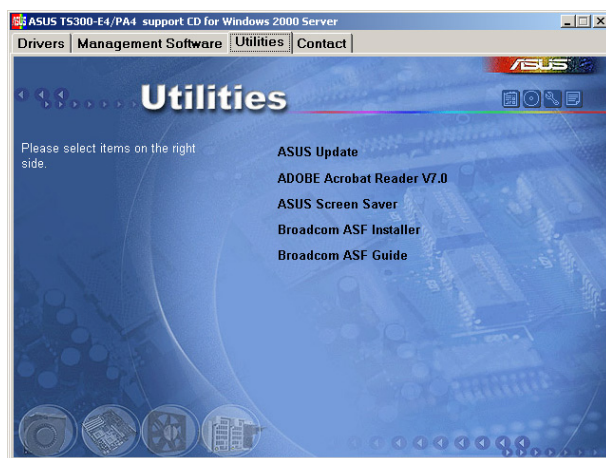 ASUS TS300-E4/PA4 support CD for Windows 2000 Server
Drivers Management Software Utilities Contact
ASUS
Utilities
Please select items on the right
side.
ASUS Update
ADOBE Acrobat Reader V7.0
ASUS Screen Saver
Broadcom ASF Installer
Broadcom ASF Guide